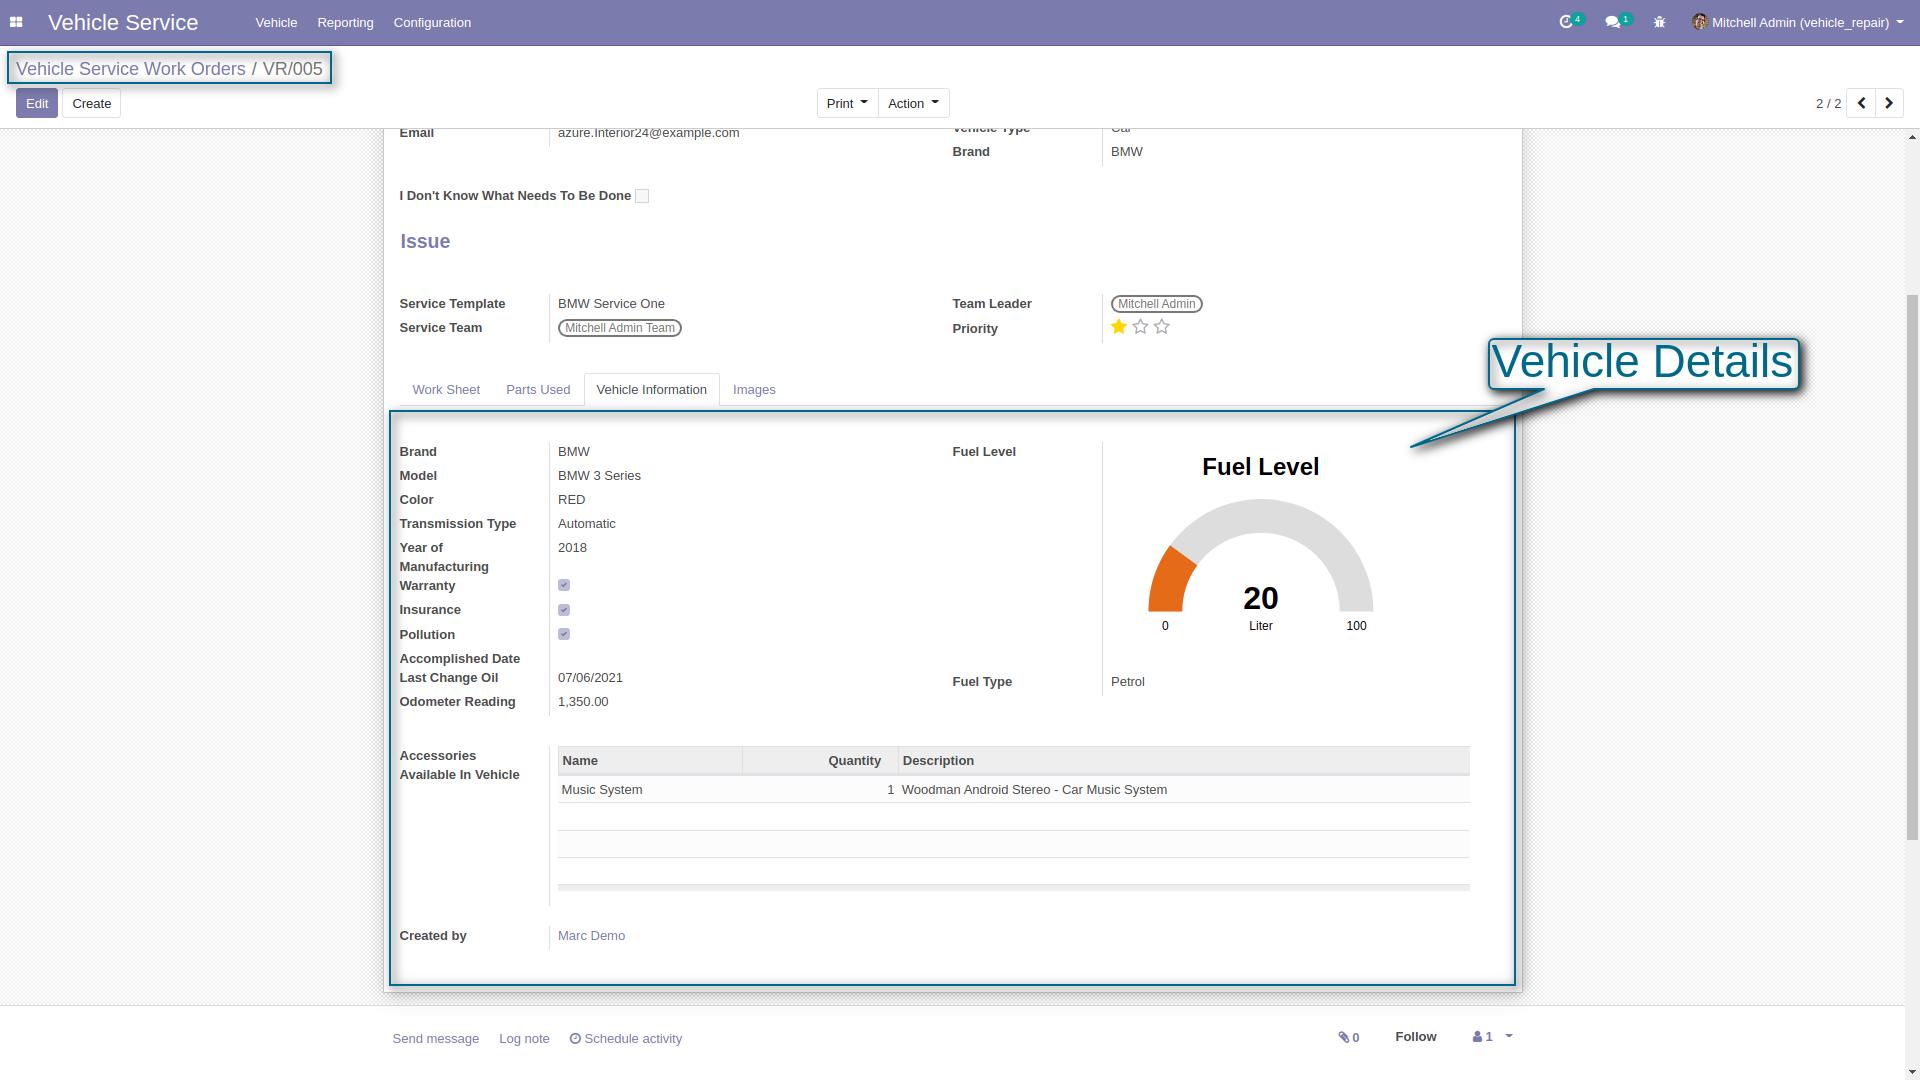 Vehicle Service Vehicle Reporting Configuration 4 1 Mitchell Admin (vehicle_repair)
Vehicle Service Work Orders / VR/005
Edit Create Print Action 2 / 2
Email azure.Interior24@example.com Vehicle Type Car
Brand BMW
I Don't Know What Needs To Be Done
Issue
Service Template BMW Service One Team Leader Mitchell Admin
Service Team Mitchell Admin Team Priority
Vehicle Details
Work Sheet Parts Used Vehicle Information Images
Brand BMW Fuel Level
Fuel Level
Model BMW 3 Series
Color RED
Transmission Type Automatic
Year of 2018
Manufacturing
Warranty
Insurance
Pollution
20
0 Liter 100
Accomplished Date
Last Change Oil 07/06/2021 Fuel Type Petrol
Odometer Reading 1,350.00
Accessories
Available In Vehicle
Name Quantity Description
Music System 1 Woodman Android Stereo - Car Music System
Created by Marc Demo
Send message Log note Schedule activity 0 Follow 1